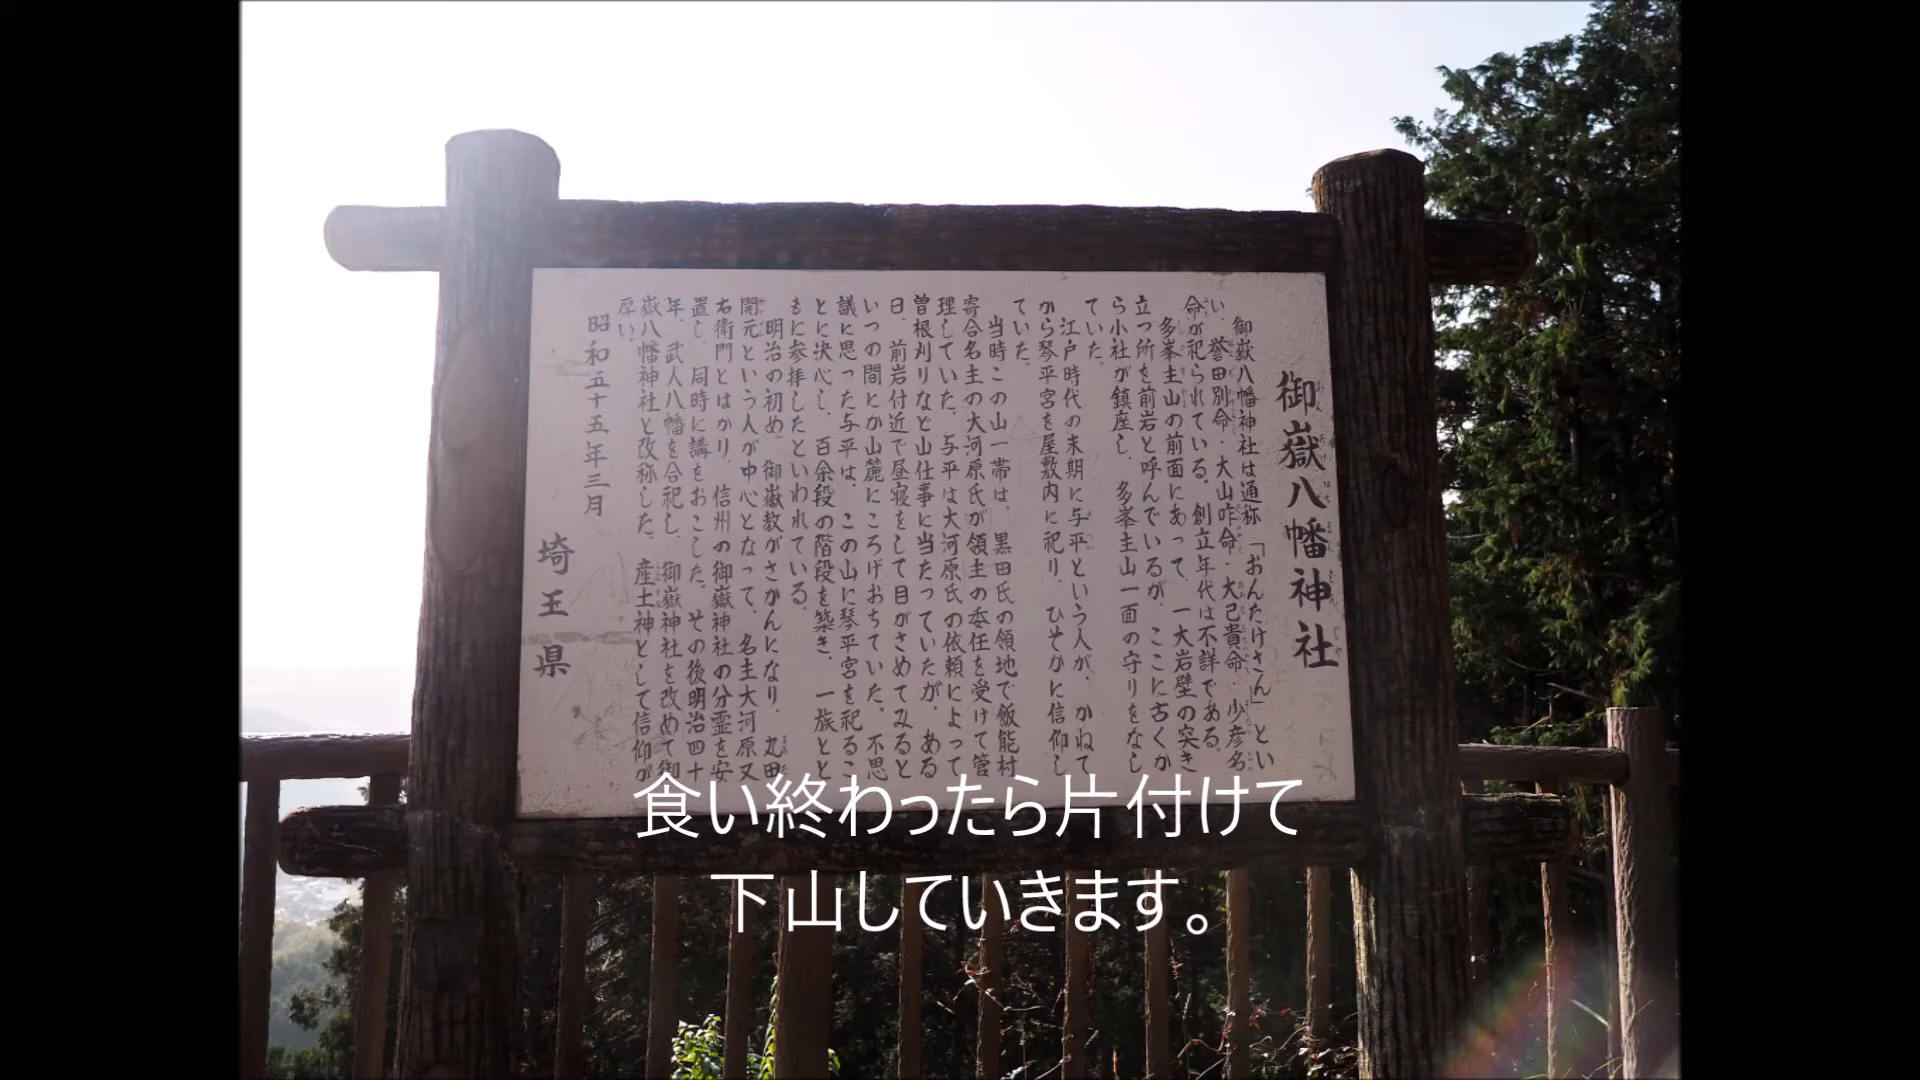 御嶽八幡神社
御嶽八幡神社は通称「おんたけさん」とい
い、誉田別命・大山咋命・大己貴命・少彦名
命が祀られている。創立年代は不詳である。
多峯主山の前面にあって、一大岩壁の突き
立つ所を前岩と呼んでいるが、ここに古くか
ら小社が鎮座し、多峯主山一面の守りをなし
ていた。
江戸時代の末期に与平という人が、かねて
から琴平宮を屋敷内に祀り、ひそかに信仰し
ていた。
当時この山一帯は、黒田氏の領地で飯能村
寄合名主の大河原氏が領主の委任を受けて管
理していた。与平は大河原氏の依頼によって
曽根刈りなど山仕事に当たっていたが、ある
日、前岩付近で昼寝をして目がさめてみると
いつの間にか山麓にころげおちていた。不思
議に思った与平は、この山に琴平宮を祀るこ
とに決心し、百余段の階段を築き、一族とと
もに参拝したといわれている。
明治の初め、御嶽教がさかんになり、丸田
開元という人が中心となって、名主大河原又
右衛門とはかり、信州の御嶽神社の分霊を安
置し、同時に講をおこした。その後明治四十
年、武人八幡を合祀し、御嶽神社を改めて御
嶽八幡神社と改称した。産土神として信仰が
厚い。
昭和五十五年三月
埼玉県
食い終わったら片付けて
下山していきます。